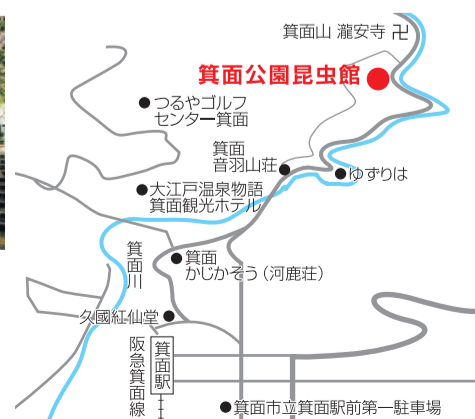 箕面山 瀧安寺 卍
箕面公園昆虫館
つるやゴルフ
センター箕面
箕面
音羽山荘
ゆずりは
大江戸温泉物語
箕面観光ホテル
箕面川
箕面
かじかそう（河鹿荘）
久國紅仙堂
阪急箕面線
箕面駅
箕面市立箕面駅前第一駐車場